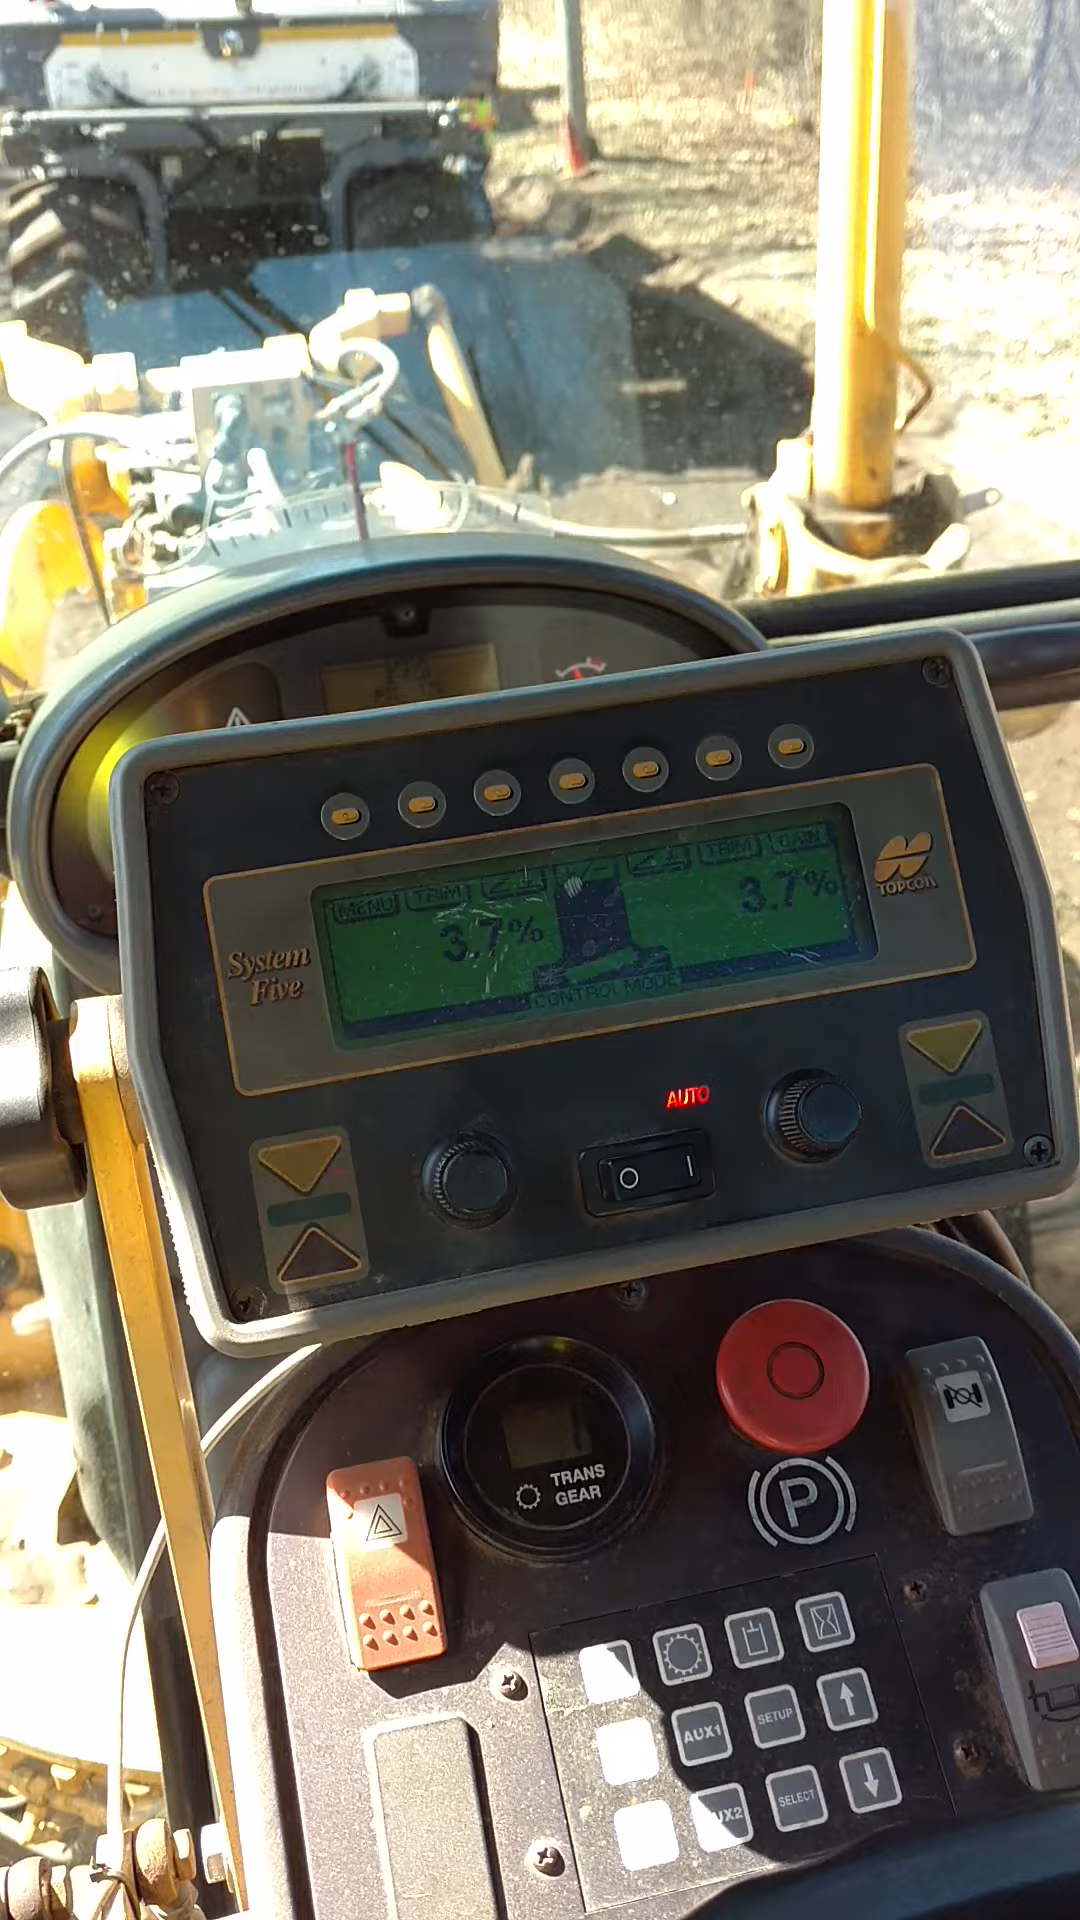 MENU TRIM TRIM GAIN
3.7% 3.7%
CONTROL MODE
TOPCON
System
Five
AUTO
TRANS
GEAR
P
AUX1 SETUP
AUX2 SELECT